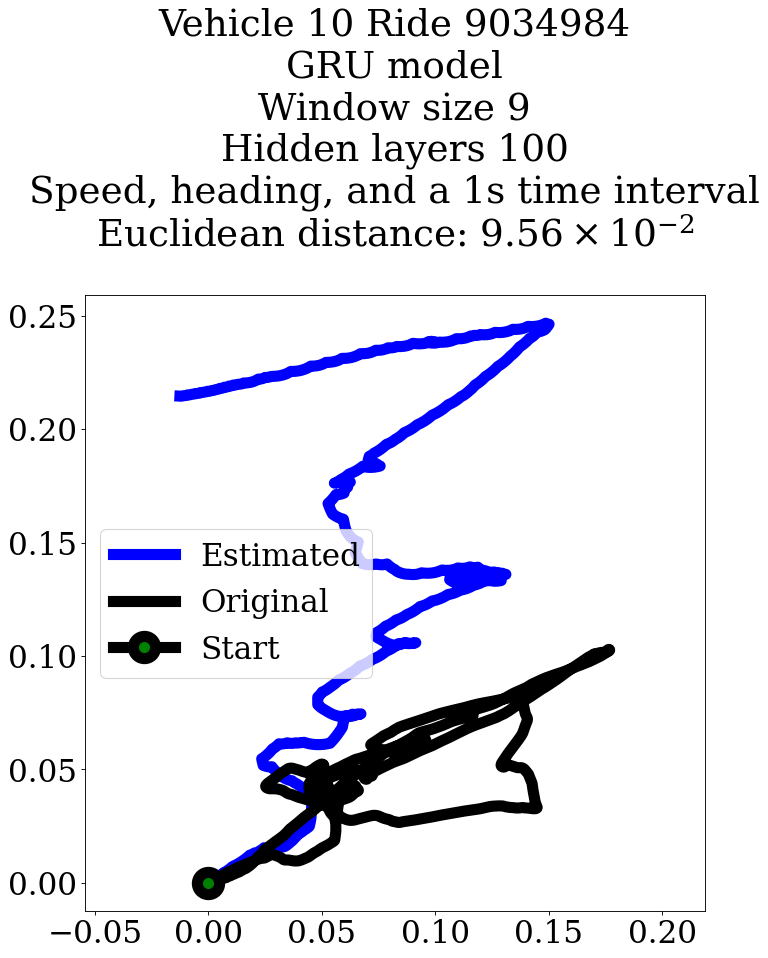 Vehicle 10 Ride 9034984
GRU model
Window size 9
Hidden layers 100
Speed, heading, and a 1s time interval
Euclidean distance: 9.56 × 10⁻²
0.25
0.20
0.15
0.10
0.05
0.00
Estimated
Original
Start
−0.05 0.00 0.05 0.10 0.15 0.20